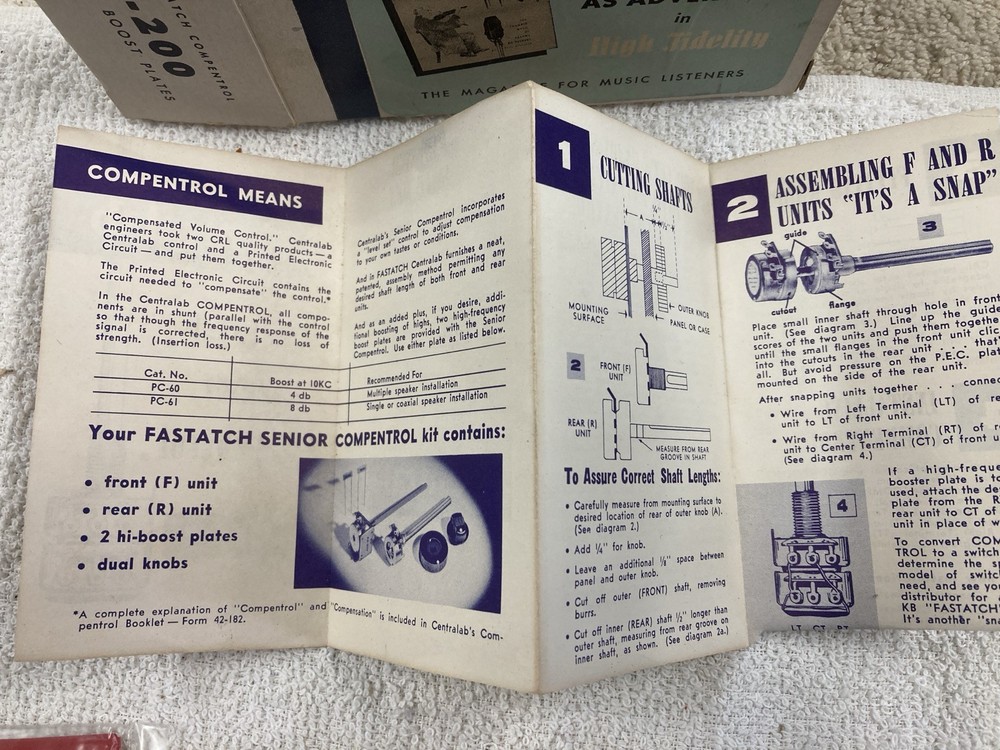 ATCH COMPENTROL
-200
BOOST PLATES
AS ADVER
in
High Fidelity
THE MAGA FOR MUSIC LISTENERS
COMPENTROL MEANS
"Compensated Volume Control." Centralab
engineers took two CRL quality products — a
Centralab control and a Printed Electronic
Circuit — and put them together.
The Printed Electronic Circuit contains the
circuit needed to "compensate" the control.*
In the Centralab COMPENTROL, all compo-
nents are in shunt (parallel with the control
so that though the frequency response of the
signal is corrected, there is no loss of
strength. (Insertion loss.)
Centralab's Senior Compentrol incorporates
a "level set" control to adjust compensation
to your own tastes or conditions.
And in FASTATCH Centralab furnishes a neat,
patented, assembly method permitting any
desired shaft length of both front and rear
units.
And as an added plus, if you desire, addi-
tional boosting of highs, two high-frequency
boost plates are provided with the Senior
Compentrol. Use either plate as listed below.
Cat. No. Boost at 10KC Recommended For
PC-60 4 db Multiple speaker installation
PC-61 8 db Single or coaxial speaker installation
Your FASTATCH SENIOR COMPENTROL kit contains:
• front (F) unit
• rear (R) unit
• 2 hi-boost plates
• dual knobs
*A complete explanation of "Compentrol" and "Compensation" is included in Centralab's Com-
pentrol Booklet — Form 42-182.
1 CUTTING SHAFTS
A
¼"
½"
MOUNTING
SURFACE
OUTER KNOB
PANEL OR CASE
2
FRONT (F)
UNIT
REAR (R)
UNIT
MEASURE FROM REAR
GROOVE IN SHAFT
To Assure Correct Shaft Lengths:
• Carefully measure from mounting surface to
desired location of rear of outer knob (A).
(See diagram 2.)
• Add ¼" for knob.
• Leave an additional ⅛" space between
panel and outer knob.
• Cut off outer (FRONT) shaft, removing
burrs.
• Cut off inner (REAR) shaft ½" longer than
outer shaft, measuring from rear groove on
inner shaft, as shown. (See diagram 2a.)
2 ASSEMBLING F AND R
UNITS "IT'S A SNAP"
3
guide
flange
cutout
Place small inner shaft through hole in front
unit. (See diagram 3.) Line up the guide
scores of the two units and push them togethe
until the small flanges in the front unit clic
into the cutouts in the rear unit . . . that'
all. But avoid pressure on the P.E.C. plat
mounted on the side of the rear unit.
After snapping units together . . . connec
• Wire from Left Terminal (LT) of re
unit to LT of front unit.
• Wire from Right Terminal (RT) of r
unit to Center Terminal (CT) of front u
(See diagram 4.)
4
LT CT RT
If a high-freque
booster plate is to
used, attach the de
plate from the R
rear unit to CT of
unit in place of w
To convert COM
TROL to a switch
determine the sp
model of switc
need, and see you
distributor for
KB "FASTATCH
It's another "sna